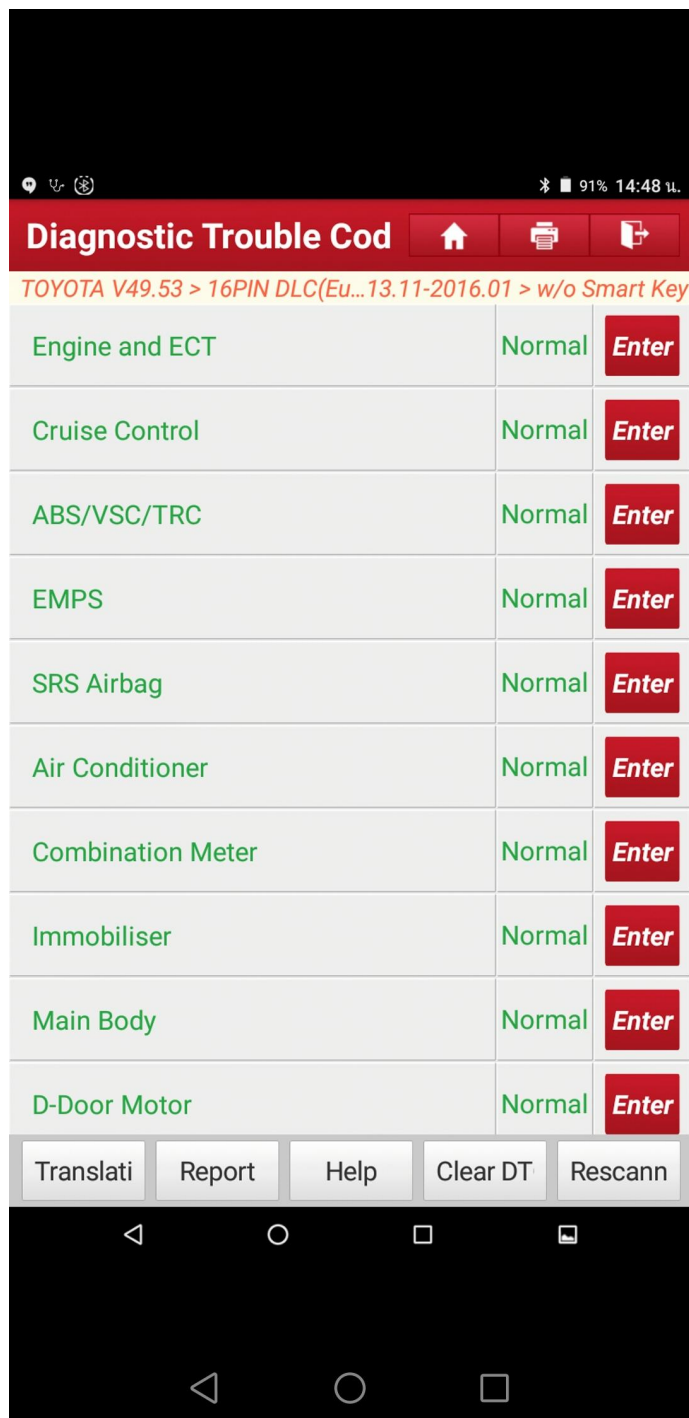 91% 14:48 น.
Diagnostic Trouble Cod
TOYOTA V49.53 > 16PIN DLC(Eu...13.11-2016.01 > w/o Smart Key
Engine and ECT Normal Enter
Cruise Control Normal Enter
ABS/VSC/TRC Normal Enter
EMPS Normal Enter
SRS Airbag Normal Enter
Air Conditioner Normal Enter
Combination Meter Normal Enter
Immobiliser Normal Enter
Main Body Normal Enter
D-Door Motor Normal Enter
Translati Report Help Clear DT Rescann